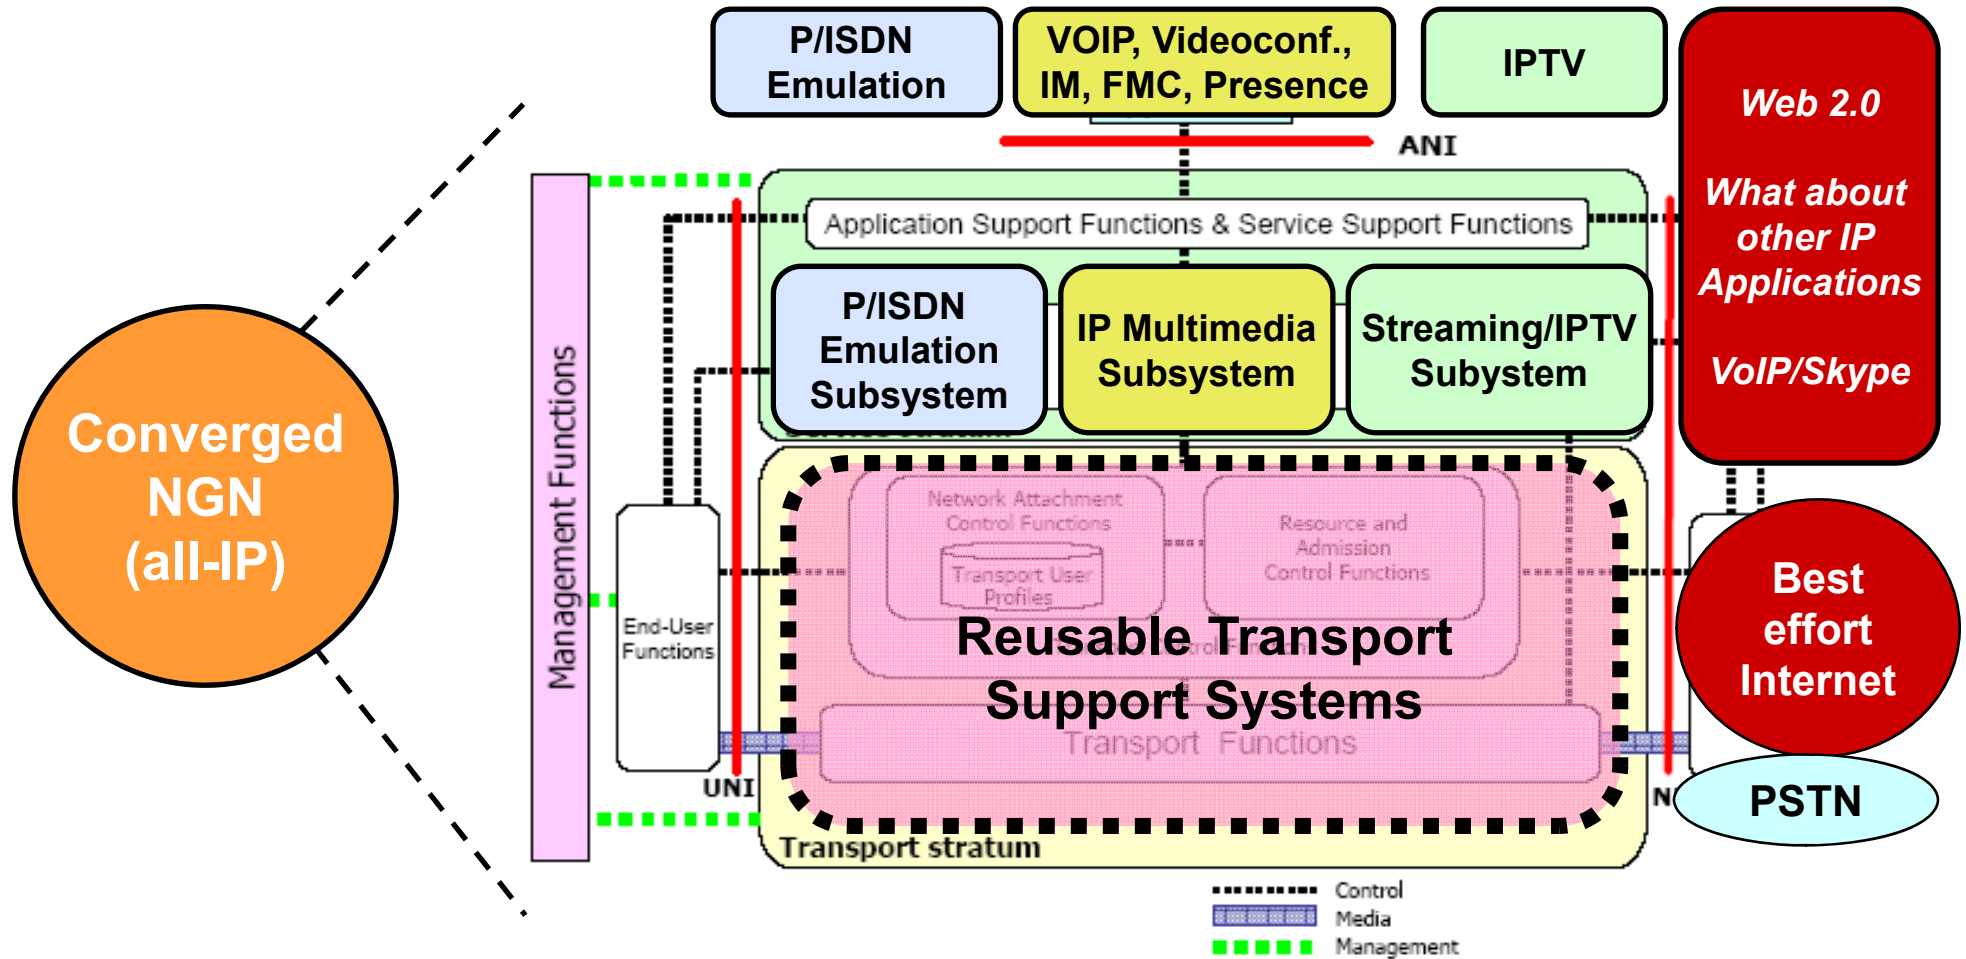 P/ISDN
Emulation
VOIP, Videoconf.,
IM, FMC, Presence
IPTV
Web 2.0
What about
other IP
Applications
VoIP/Skype
ANI
Application Support Functions & Service Support Functions
P/ISDN
Emulation
Subsystem
IP Multimedia
Subsystem
Streaming/IPTV
Subystem
Management Functions
Converged
NGN
(all-IP)
Network Attachment
Control Functions
Transport User
Profiles
Resource and
Admission
Control Functions
End-User
Functions
Reusable Transport
Support Systems
Transport Functions
UNI
Best
effort
Internet
PSTN
Transport stratum
Control
Media
Management